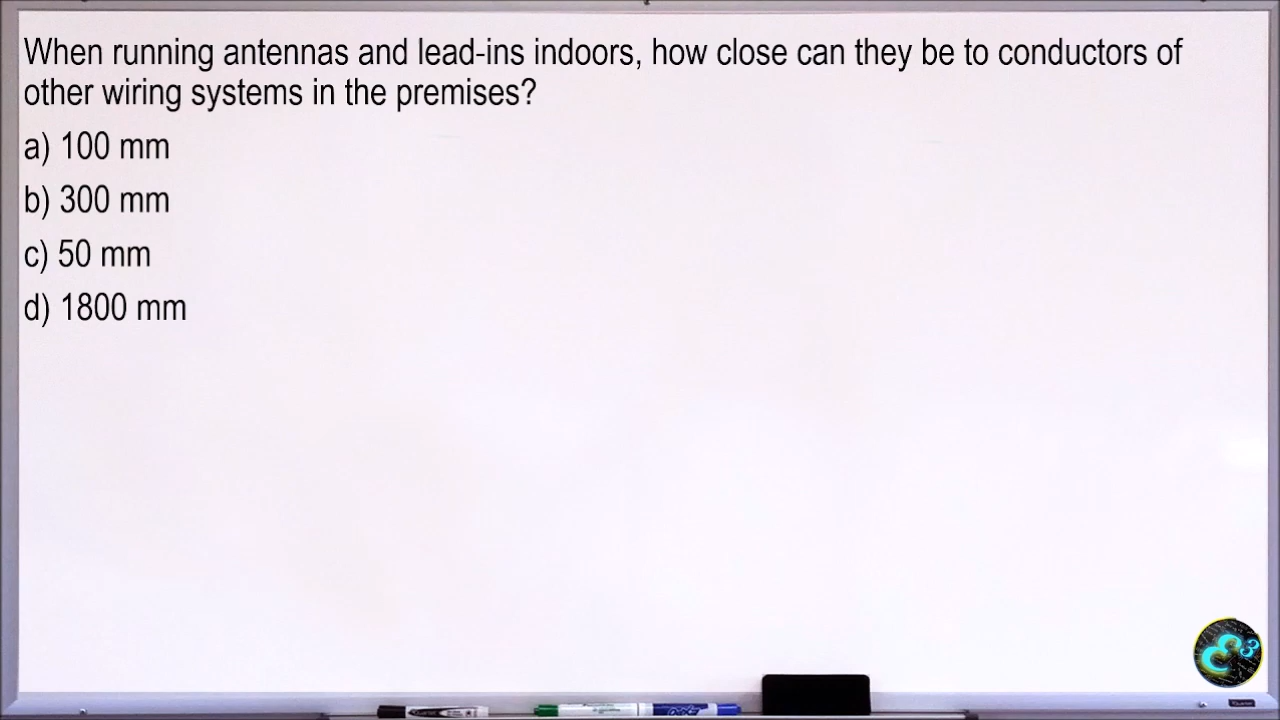 When running antennas and lead-ins indoors, how close can they be to conductors of
other wiring systems in the premises?
a) 100 mm
b) 300 mm
c) 50 mm
d) 1800 mm